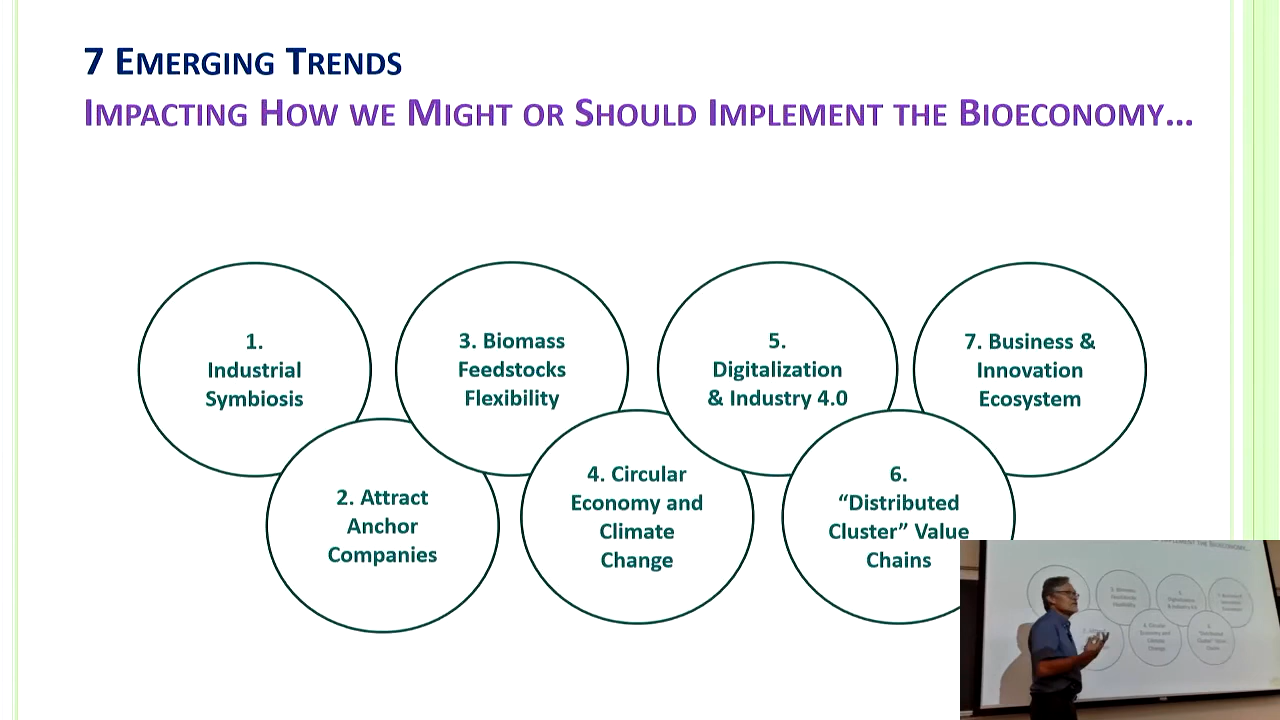 7 EMERGING TRENDS
IMPACTING HOW WE MIGHT OR SHOULD IMPLEMENT THE BIOECONOMY...
1.
Industrial
Symbiosis
2. Attract
Anchor
Companies
3. Biomass
Feedstocks
Flexibility
4. Circular
Economy and
Climate
Change
5.
Digitalization
& Industry 4.0
6.
“Distributed
Cluster” Value
Chains
7. Business &
Innovation
Ecosystem